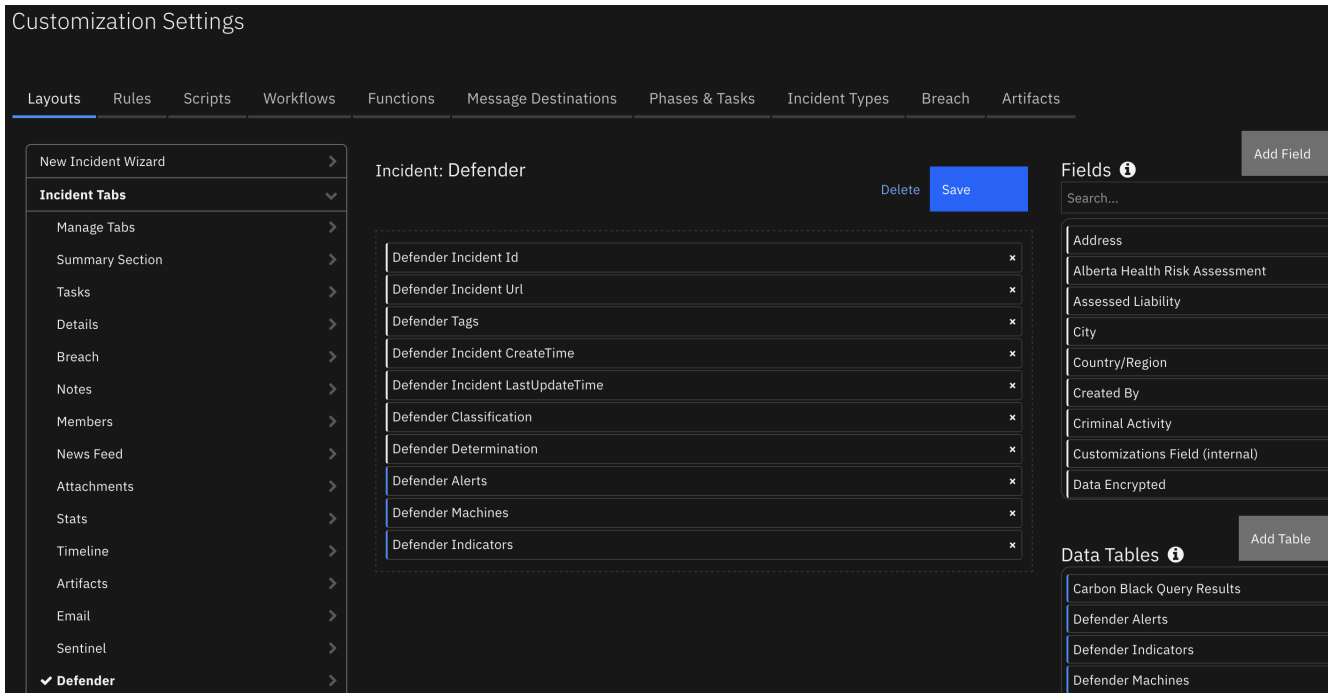 Customization Settings
Layouts Rules Scripts Workflows Functions Message Destinations Phases & Tasks Incident Types Breach Artifacts
New Incident Wizard
Incident Tabs
Manage Tabs
Summary Section
Tasks
Details
Breach
Notes
Members
News Feed
Attachments
Stats
Timeline
Artifacts
Email
Sentinel
Defender
Incident: Defender
Delete Save
Defender Incident Id
Defender Incident Url
Defender Tags
Defender Incident CreateTime
Defender Incident LastUpdateTime
Defender Classification
Defender Determination
Defender Alerts
Defender Machines
Defender Indicators
Add Field
Fields
Search...
Address
Alberta Health Risk Assessment
Assessed Liability
City
Country/Region
Created By
Criminal Activity
Customizations Field (internal)
Data Encrypted
Add Table
Data Tables
Carbon Black Query Results
Defender Alerts
Defender Indicators
Defender Machines